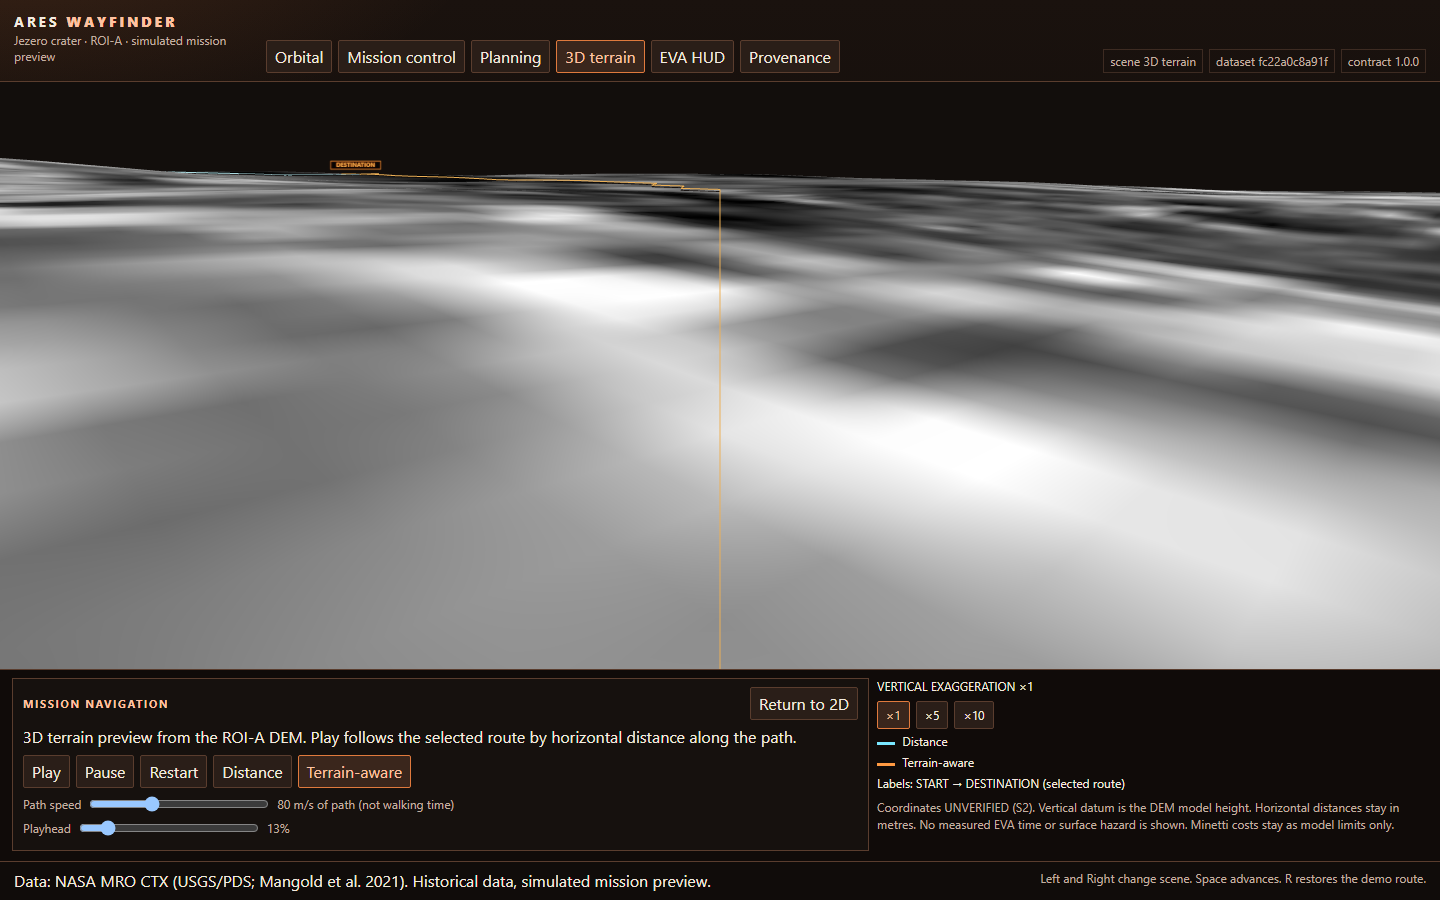 ARES WAYFINDER
Jezero crater · ROI-A · simulated mission
preview
Orbital
Mission control
Planning
3D terrain
EVA HUD
Provenance
scene 3D terrain
dataset fc22a0c8a91f
contract 1.0.0
DESTINATION
MISSION NAVIGATION
Return to 2D
3D terrain preview from the ROI-A DEM. Play follows the selected route by horizontal distance along the path.
Play
Pause
Restart
Distance
Terrain-aware
Path speed
80 m/s of path (not walking time)
Playhead
13%
VERTICAL EXAGGERATION ×1
×1
×5
×10
Distance
Terrain-aware
Labels: START → DESTINATION (selected route)
Coordinates UNVERIFIED (S2). Vertical datum is the DEM model height. Horizontal distances stay in
metres. No measured EVA time or surface hazard is shown. Minetti costs stay as model limits only.
Data: NASA MRO CTX (USGS/PDS; Mangold et al. 2021). Historical data, simulated mission preview.
Left and Right change scene. Space advances. R restores the demo route.